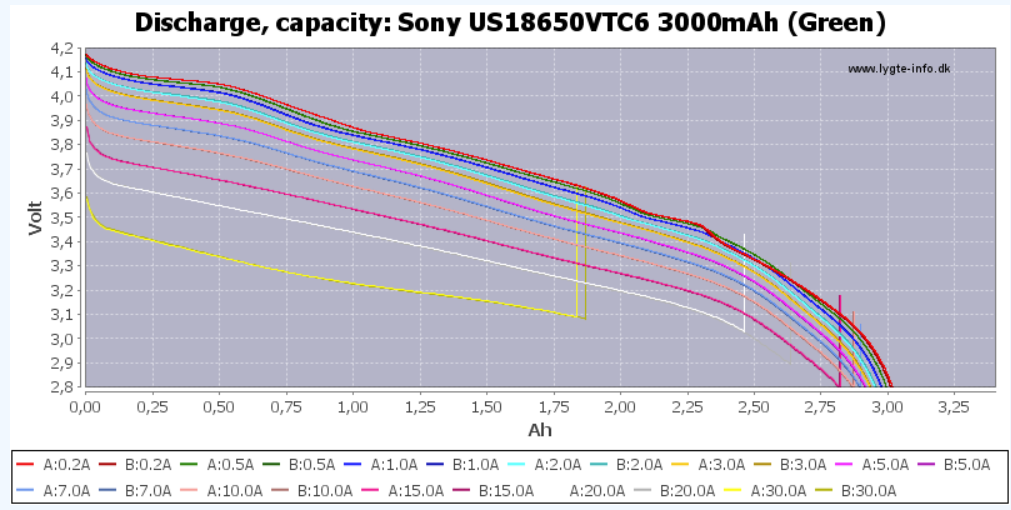 Discharge, capacity: Sony US18650VTC6 3000mAh (Green)
4,2
www.lygte-info.dk
4,1
4,0
3,9
3,8
3,7
3,6
Volt
3,5
3,4
3,3
3,2
3,1
3,0
2,9
2,8
0,00 0,25 0,50 0,75 1,00 1,25 1,50 1,75 2,00 2,25 2,50 2,75 3,00 3,25
Ah
A:0.2A B:0.2A A:0.5A B:0.5A A:1.0A B:1.0A A:2.0A B:2.0A A:3.0A B:3.0A A:5.0A B:5.0A
A:7.0A B:7.0A A:10.0A B:10.0A A:15.0A B:15.0A A:20.0A B:20.0A A:30.0A B:30.0A